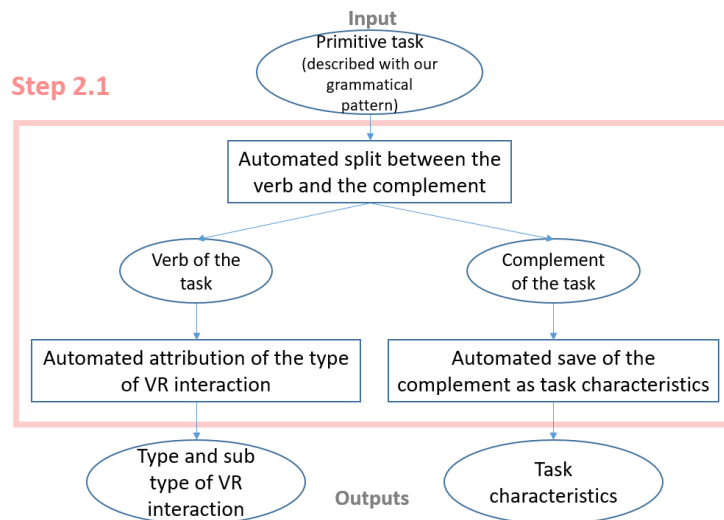 Input
Primitive task
(described with our
grammatical
pattern)
Step 2.1
Automated split between the
verb and the complement
Verb of the
task
Complement
of the task
Automated attribution of the type
of VR interaction
Automated save of the
complement as task characteristics
Type and sub
type of VR
interaction
Outputs
Task
characteristics